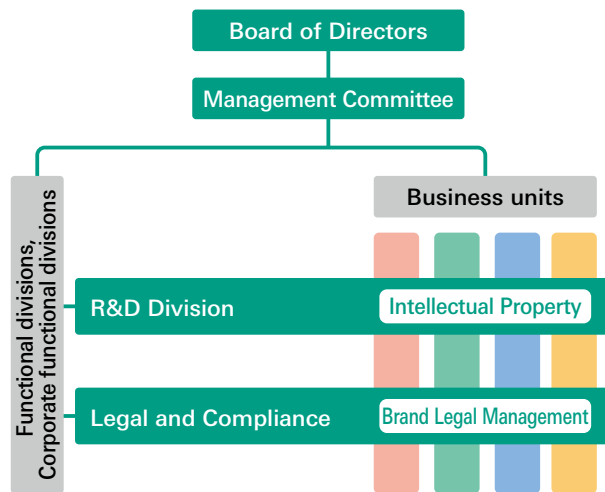 Board of Directors
Management Committee
Functional divisions,
Corporate functional divisions
Business units
R&D Division
Intellectual Property
Legal and Compliance
Brand Legal Management